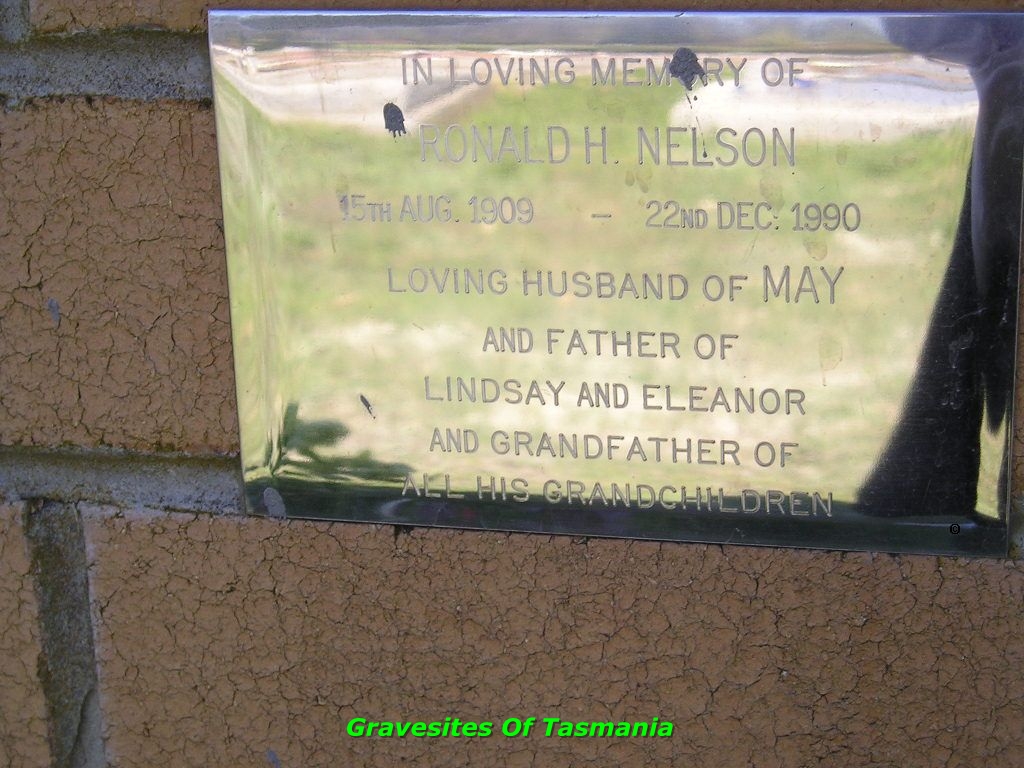 IN LOVING MEMORY OF
RONALD H. NELSON
15TH AUG. 1909 – 22ND DEC. 1990
LOVING HUSBAND OF MAY
AND FATHER OF
LINDSAY AND ELEANOR
AND GRANDFATHER OF
ALL HIS GRANDCHILDREN
©
Gravesites Of Tasmania